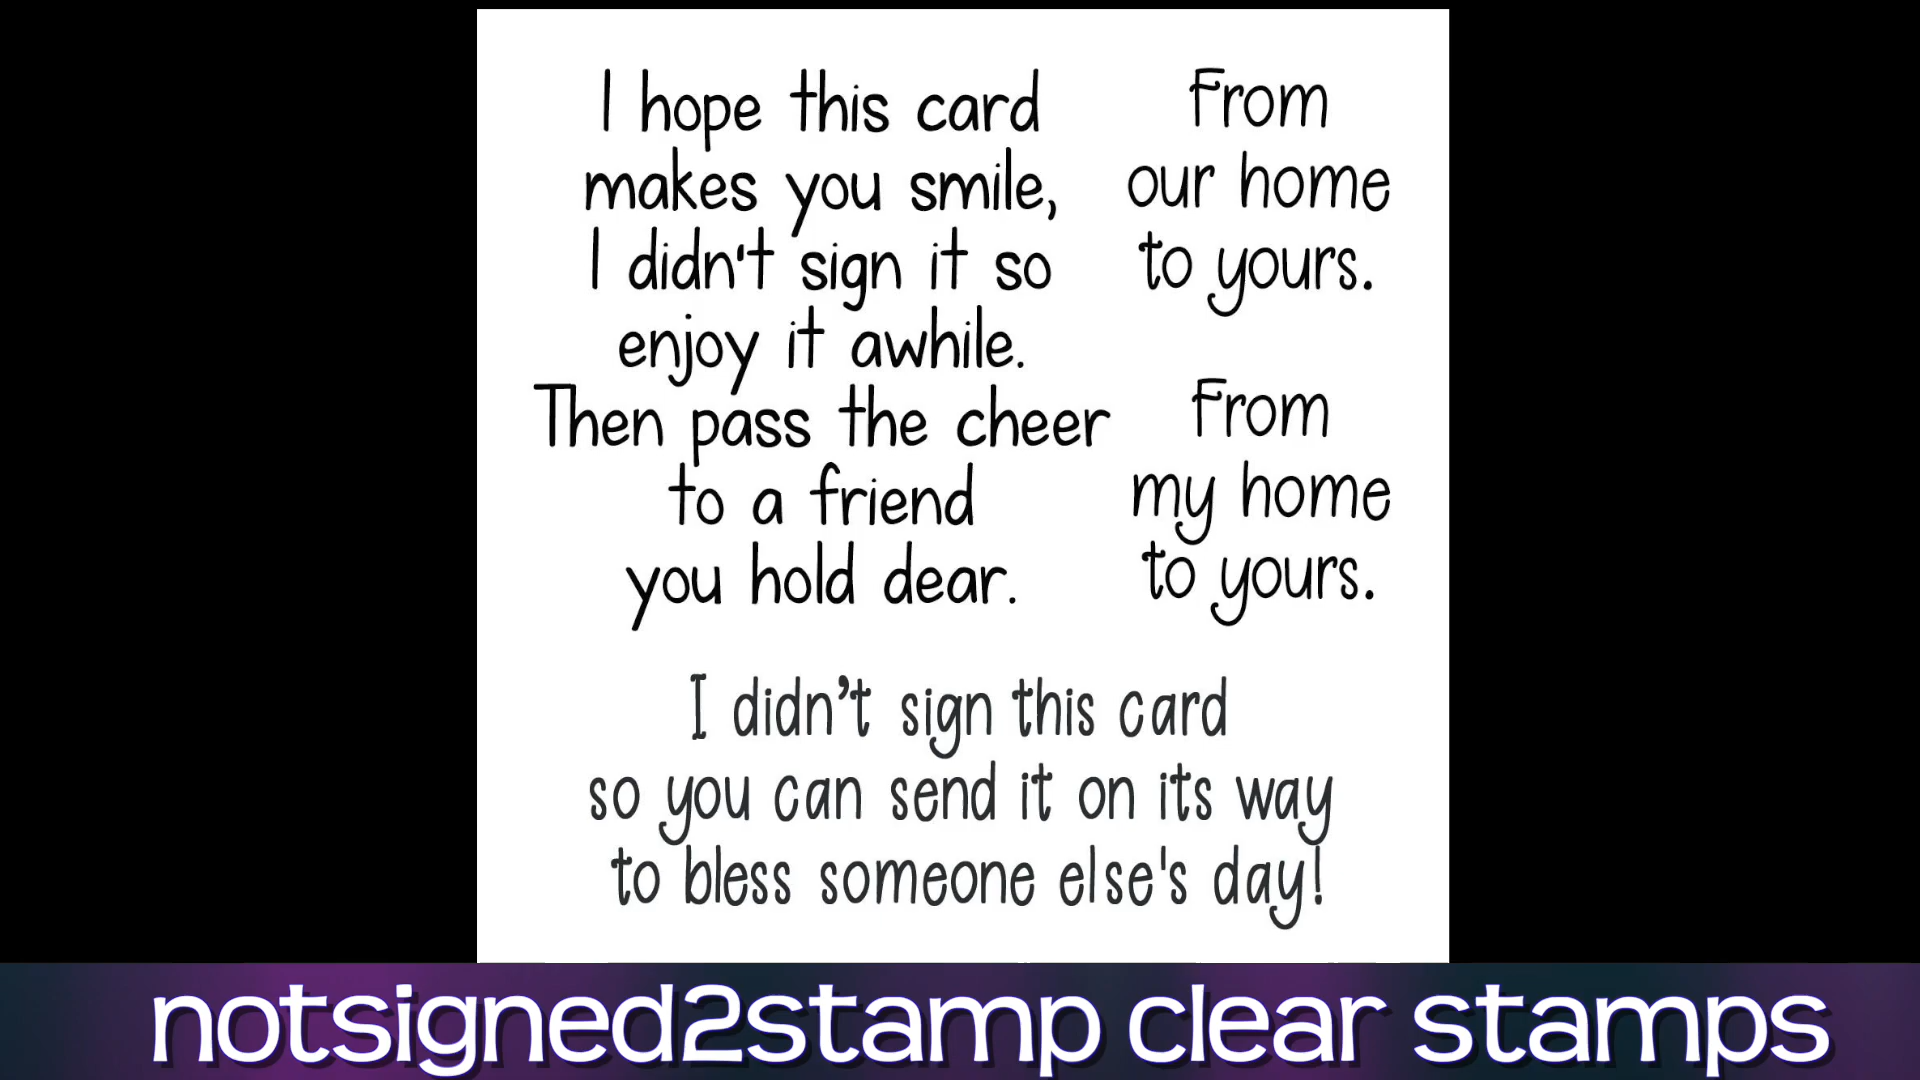 I hope this card
makes you smile,
I didn't sign it so
enjoy it awhile.
Then pass the cheer
to a friend
you hold dear.
From
our home
to yours.
From
my home
to yours.
I didn’t sign this card
so you can send it on its way
to bless someone else's day!
notsigned2stamp clear stamps